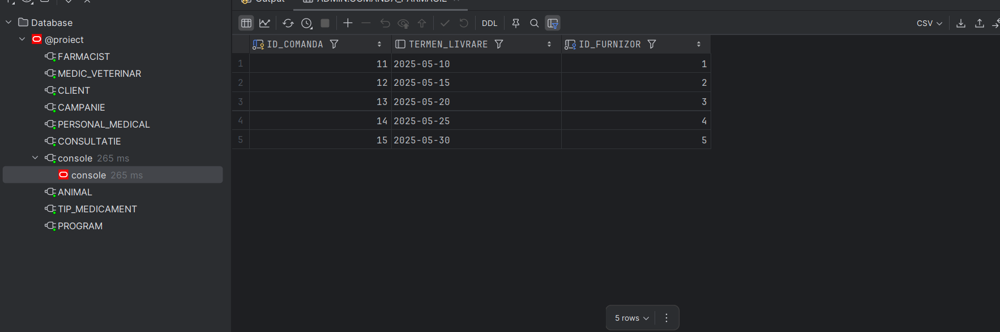 Output
ADMIN.COMANDA_FARMACIE
Database
@proiect
FARMACIST
MEDIC_VETERINAR
CLIENT
CAMPANIE
PERSONAL_MEDICAL
CONSULTATIE
console 265 ms
console 265 ms
ANIMAL
TIP_MEDICAMENT
PROGRAM
DDL
CSV
ID_COMANDA TERMEN_LIVRARE ID_FURNIZOR
1 11 2025-05-10 1
2 12 2025-05-15 2
3 13 2025-05-20 3
4 14 2025-05-25 4
5 15 2025-05-30 5
5 rows